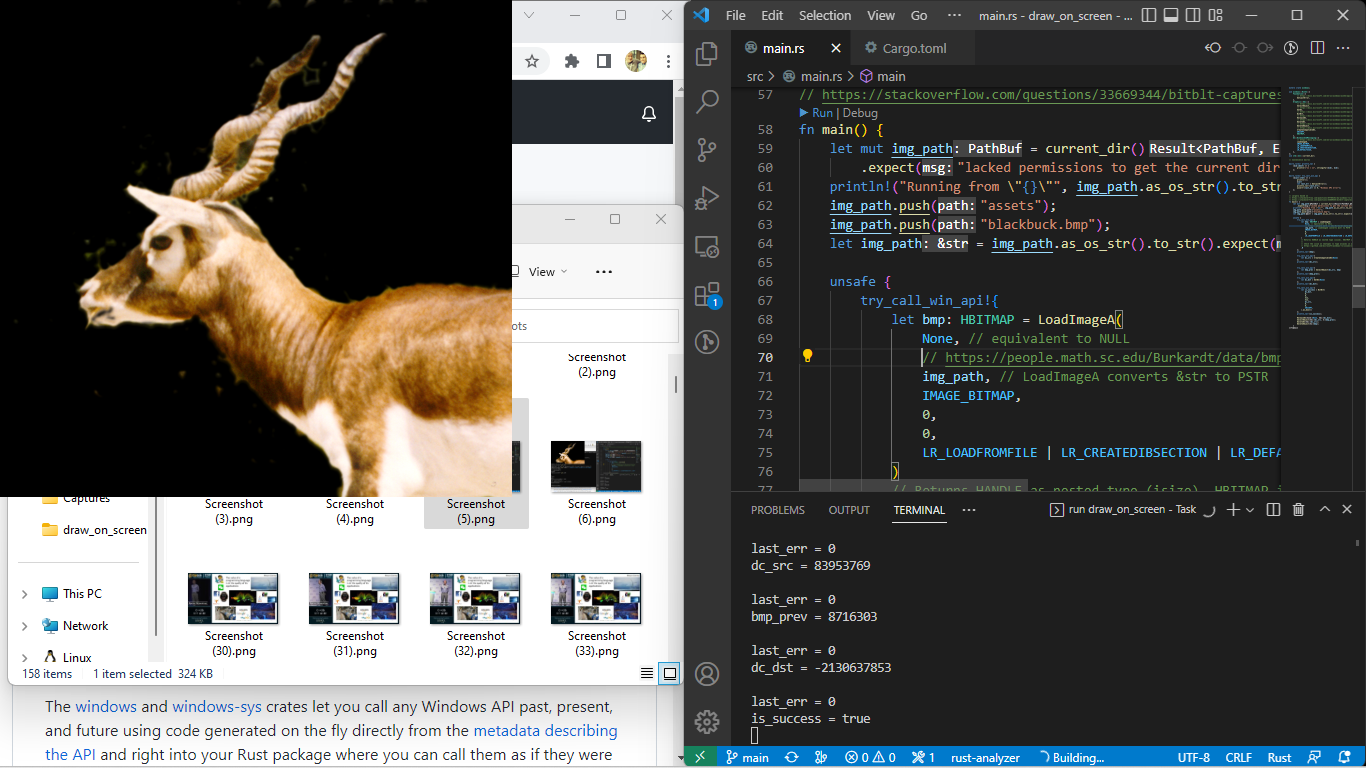 File Edit Selection View Go ··· main.rs - draw_on_screen - ...
main.rs Cargo.toml
src > main.rs > main
57 // https://stackoverflow.com/questions/33669344/bitblt-captures
Run | Debug
58 fn main() {
59 let mut img_path: PathBuf = current_dir() Result<PathBuf, E
60 .expect(msg: "lacked permissions to get the current dir
61 println!("Running from \"{}\"", img_path.as_os_str().to_str
62 img_path.push(path: "assets");
63 img_path.push(path: "blackbuck.bmp");
64 let img_path: &str = img_path.as_os_str().to_str().expect(m
65
66 unsafe {
67 try_call_win_api!{
68 let bmp: HBITMAP = LoadImageA(
69 None, // equivalent to NULL
70 // https://people.math.sc.edu/Burkardt/data/bmp
71 img_path, // LoadImageA converts &str to PSTR
72 IMAGE_BITMAP,
73 0,
74 0,
75 LR_LOADFROMFILE | LR_CREATEDIBSECTION | LR_DEFA
76 )
77 // Returns HANDLE as nested type (isize), HBITMAP i
PROBLEMS OUTPUT TERMINAL ··· run draw_on_screen - Task
last_err = 0
dc_src = 83953769
last_err = 0
bmp_prev = 8716303
last_err = 0
dc_dst = -2130637853
last_err = 0
is_success = true
main 0 0 1 rust-analyzer Building... UTF-8 CRLF Rust
1
View
ots
Screenshot
(2).png
Captures
draw_on_screen
This PC
Network
Linux
Screenshot
(3).png
Screenshot
(4).png
Screenshot
(5).png
Screenshot
(6).png
Screenshot
(30).png
Screenshot
(31).png
Screenshot
(32).png
Screenshot
(33).png
158 items 1 item selected 324 KB
The windows and windows-sys crates let you call any Windows API past, present,
and future using code generated on the fly directly from the metadata describing
the API and right into your Rust package where you can call them as if they were